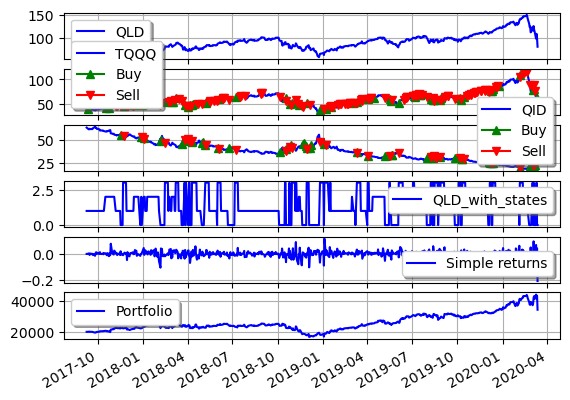 150
100
QLD
100
50
TQQQ
Buy
Sell
50
25
QID
Buy
Sell
2.5
0.0
QLD_with_states
0.0
−0.2
Simple returns
40000
20000
Portfolio
2017-10
2018-01
2018-04
2018-07
2018-10
2019-01
2019-04
2019-07
2019-10
2020-01
2020-04